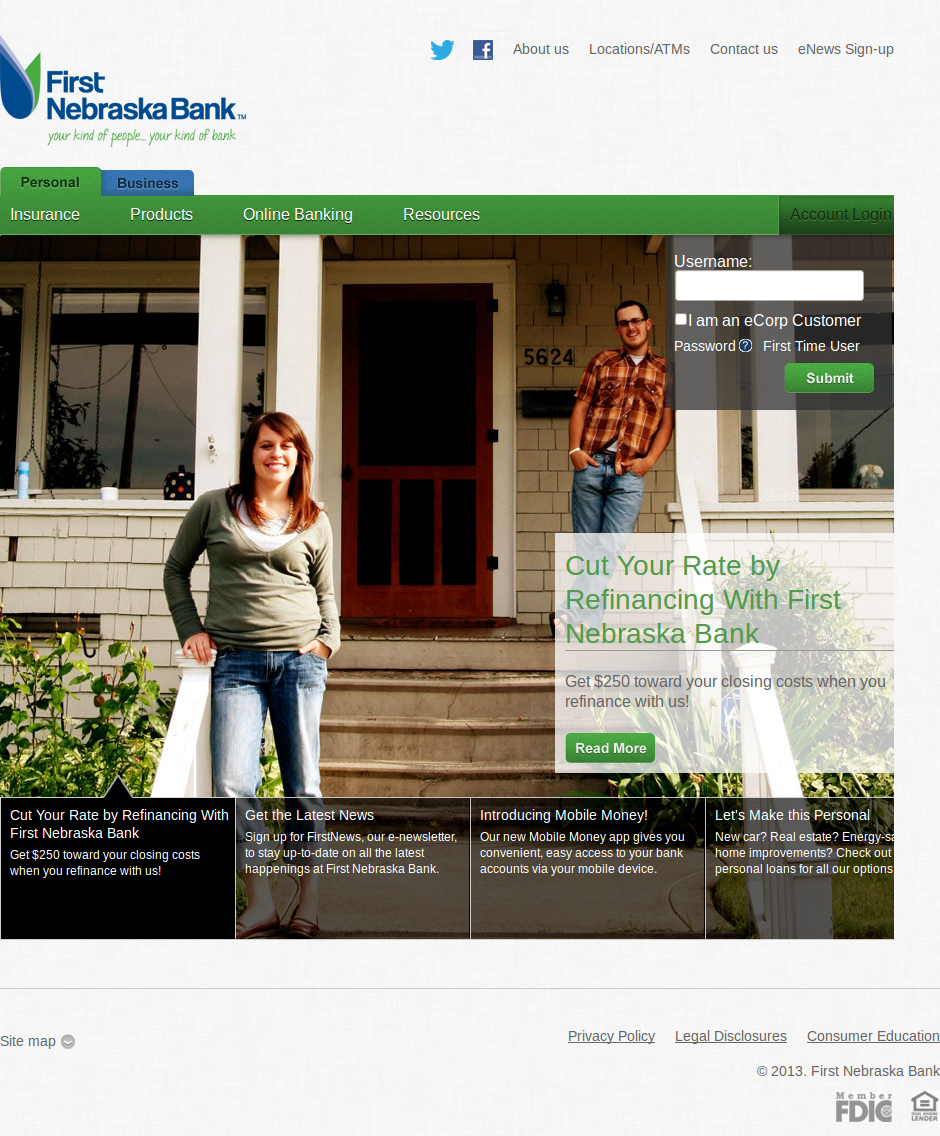 About us Locations/ATMs Contact us eNews Sign-up
First
Nebraska Bank™
your kind of people... your kind of bank
Personal Business
Insurance Products Online Banking Resources Account Login
Username:
I am an eCorp Customer
Password ? First Time User
Submit
5624
Cut Your Rate by
Refinancing With First
Nebraska Bank
Get $250 toward your closing costs when you
refinance with us!
Read More
Cut Your Rate by Refinancing With
First Nebraska Bank
Get $250 toward your closing costs
when you refinance with us!
Get the Latest News
Sign up for FirstNews, our e-newsletter,
to stay up-to-date on all the latest
happenings at First Nebraska Bank.
Introducing Mobile Money!
Our new Mobile Money app gives you
convenient, easy access to your bank
accounts via your mobile device.
Let's Make this Personal
New car? Real estate? Energy-sa
home improvements? Check out
personal loans for all our options
Site map
Privacy Policy Legal Disclosures Consumer Education
© 2013. First Nebraska Bank
Member
FDIC
EQUAL HOUSING
LENDER